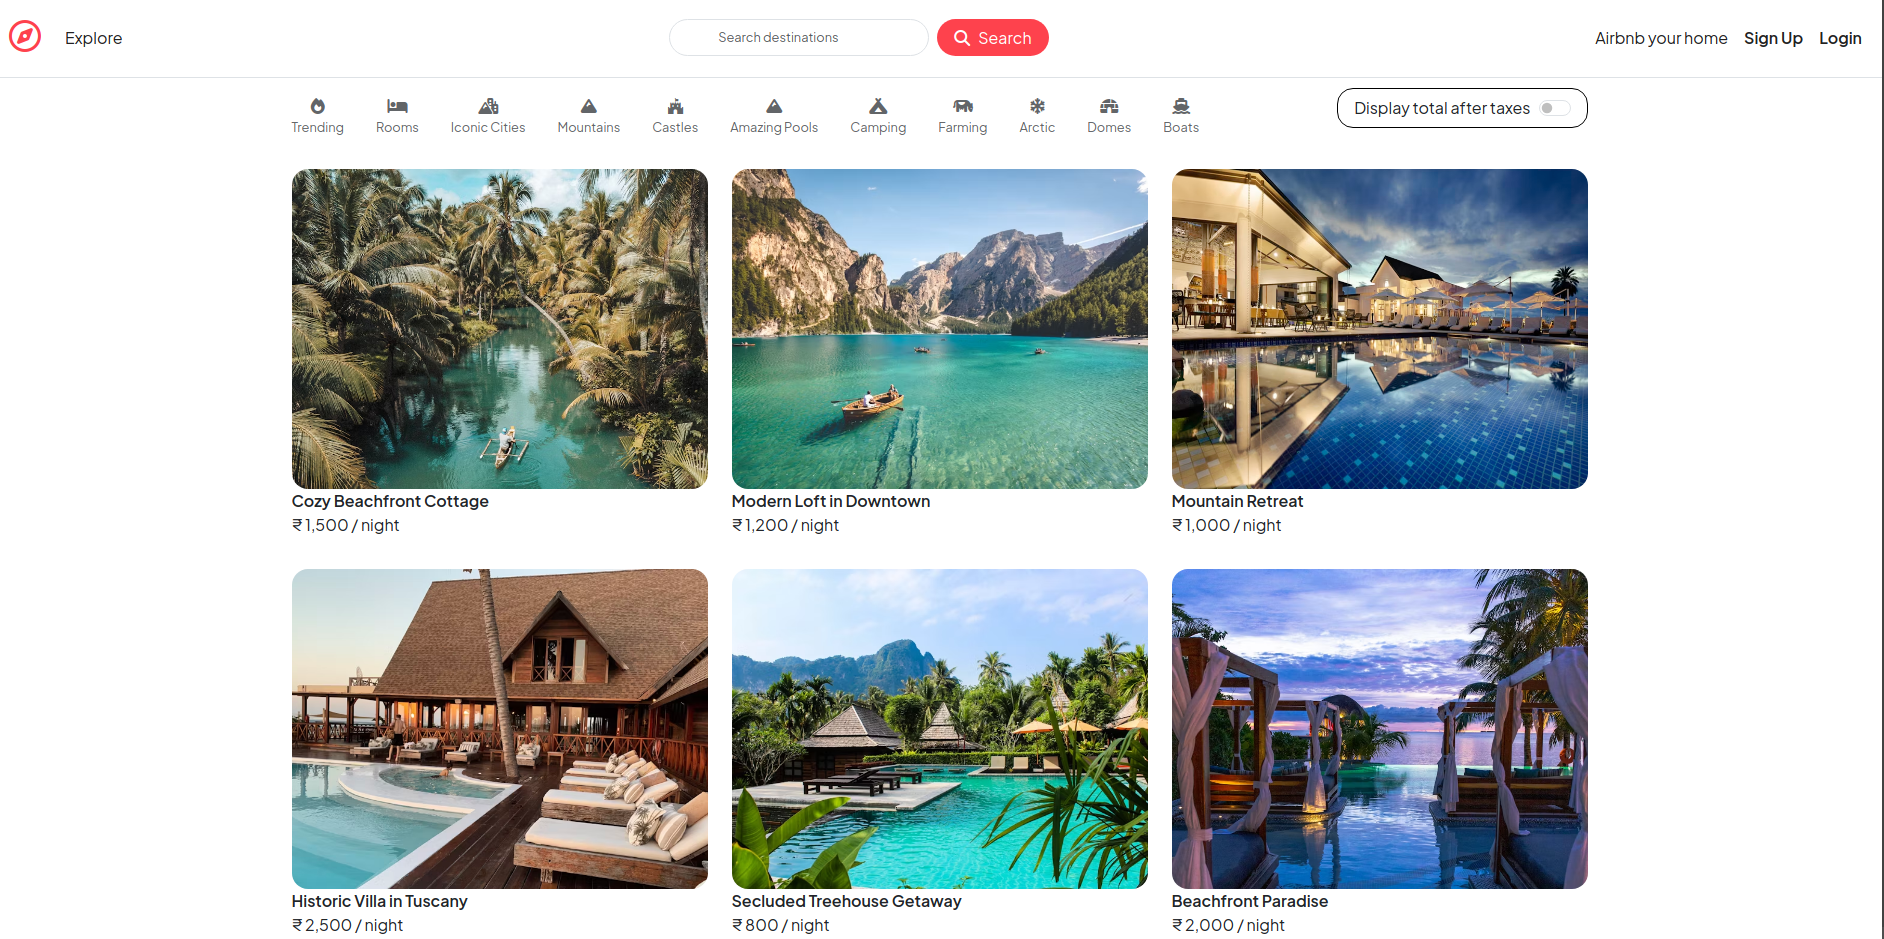 Explore
Search destinations
Search
Airbnb your home
Sign Up
Login
Trending
Rooms
Iconic Cities
Mountains
Castles
Amazing Pools
Camping
Farming
Arctic
Domes
Boats
Display total after taxes
Cozy Beachfront Cottage
₹ 1,500 / night
Modern Loft in Downtown
₹ 1,200 / night
Mountain Retreat
₹ 1,000 / night
Historic Villa in Tuscany
₹ 2,500 / night
Secluded Treehouse Getaway
₹ 800 / night
Beachfront Paradise
₹ 2,000 / night